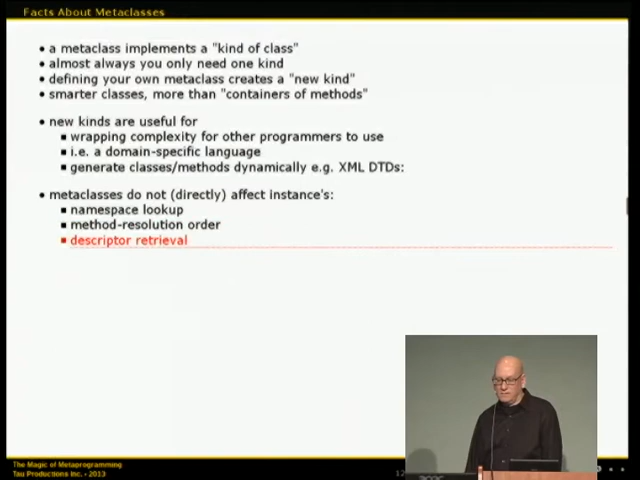 Facts About Metaclasses
• a metaclass implements a "kind of class"
• almost always you only need one kind
• defining your own metaclass creates a "new kind"
• smarter classes, more than "containers of methods"
• new kinds are useful for
▪ wrapping complexity for other programmers to use
▪ i.e. a domain-specific language
▪ generate classes/methods dynamically e.g. XML DTDs:
• metaclasses do not (directly) affect instance's:
▪ namespace lookup
▪ method-resolution order
▪ descriptor retrieval
The Magic of Metaprogramming
Tau Productions Inc. - 2013
12